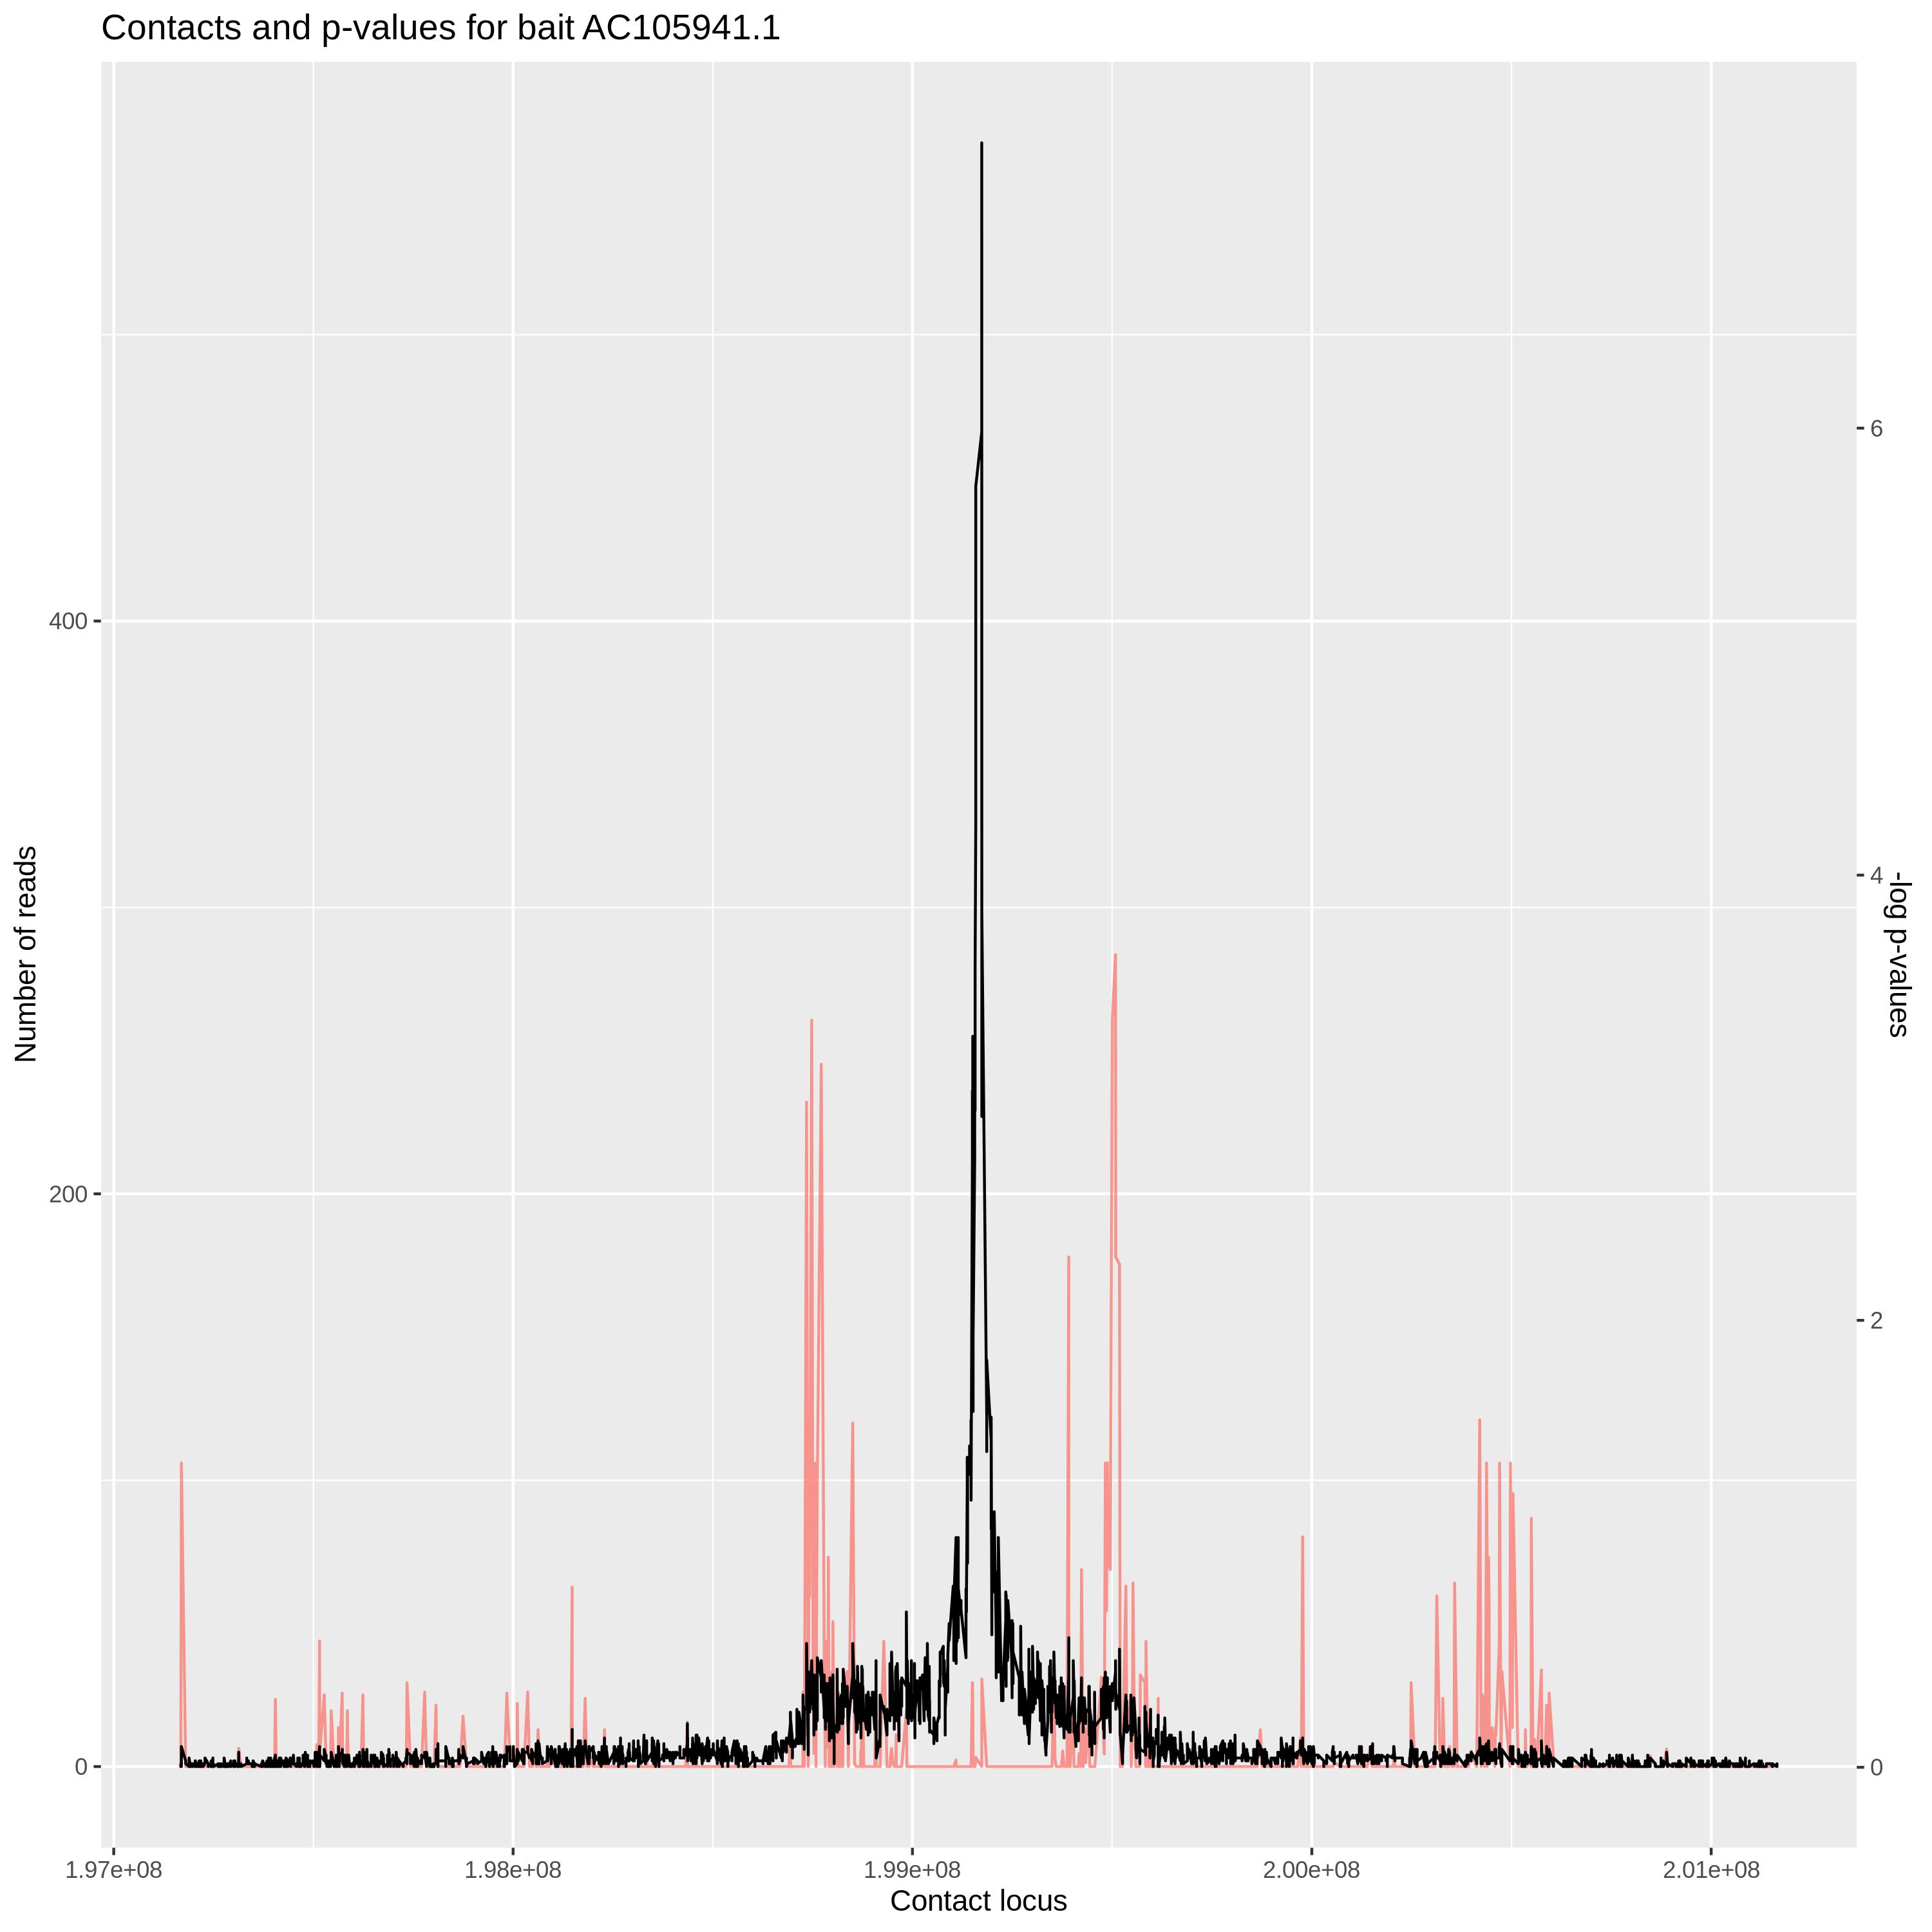 Contacts and p-values for bait AC105941.1
Number of reads
400
200
0
6
4
2
0
-log p-values
1.97e+08
1.98e+08
1.99e+08
2.00e+08
2.01e+08
Contact locus